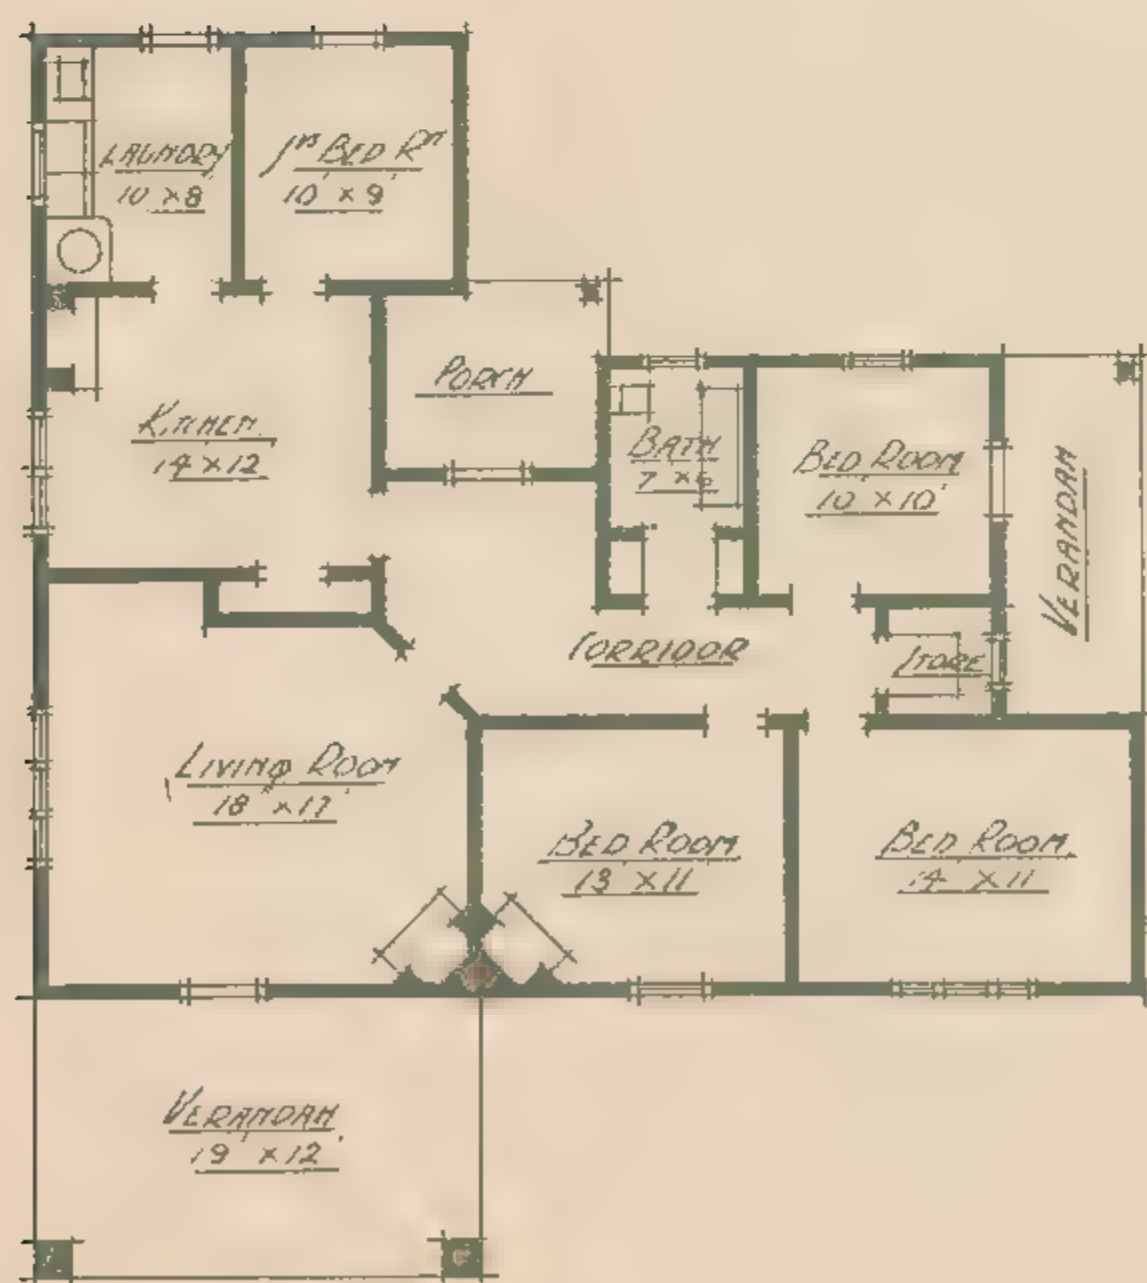 LAUNDRY
10 × 8
BED Rm
10' × 9'
PORCH
KITCHEN
14 × 12
BATH
7 × 6
BED ROOM
10' × 10'
VERANDAH
CORRIDOR
STORE
LIVING ROOM
18' × 17'
BED ROOM
13' × 11'
BED ROOM
14' × 11'
VERANDAH
19' × 12'